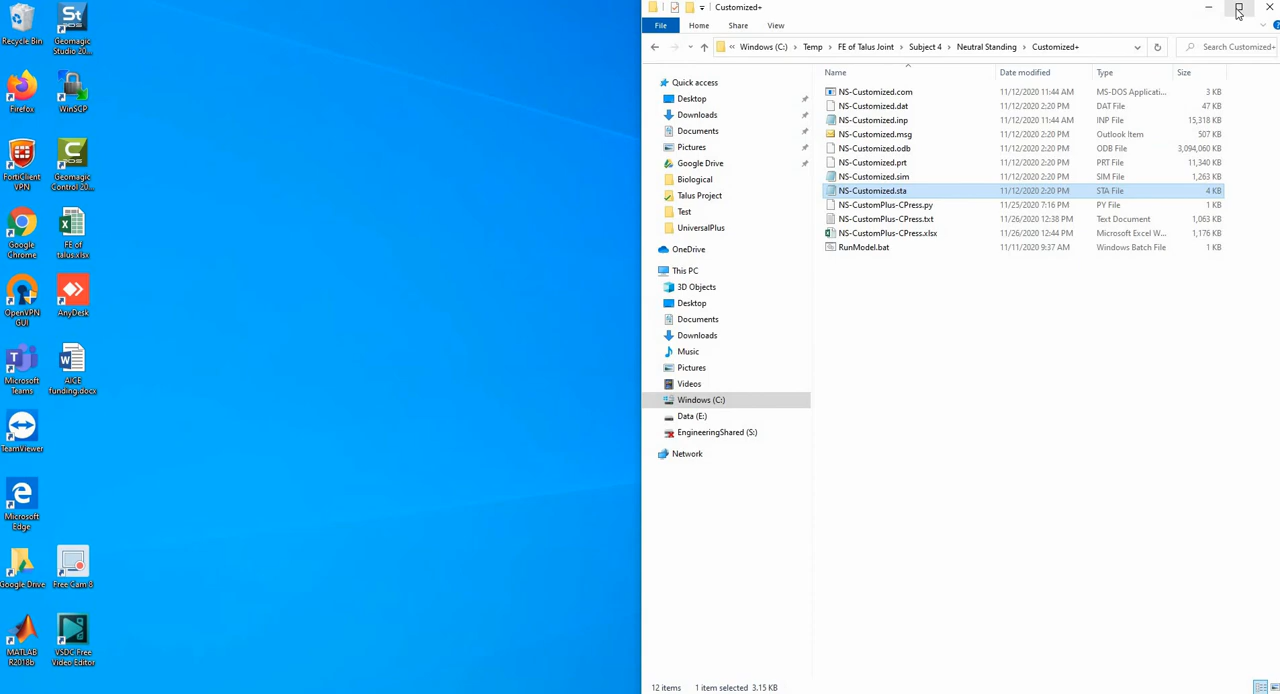 Recycle Bin
Geomagic
Studio 20...
Firefox
WinSCP
FortiClient
VPN
Geomagic
Control 20...
Google
Chrome
FE of
talus.xlsx
OpenVPN
GUI
AnyDesk
Microsoft
Teams
AICE
funding.docx
TeamViewer
Microsoft
Edge
Google Drive
Free Cam 8
MATLAB
R2018b
VSDC Free
Video Editor
Customized+
File Home Share View
« Windows (C:) Temp FE of Talus Joint Subject 4 Neutral Standing Customized+ Search Customized+
Quick access
Desktop
Downloads
Documents
Pictures
Google Drive
Biological
Talus Project
Test
UniversalPlus
OneDrive
This PC
3D Objects
Desktop
Documents
Downloads
Music
Pictures
Videos
Windows (C:)
Data (E:)
EngineeringShared (S:)
Network
Name Date modified Type Size
NS-Customized.com 11/12/2020 11:44 AM MS-DOS Applicati... 3 KB
NS-Customized.dat 11/12/2020 2:20 PM DAT File 47 KB
NS-Customized.inp 11/12/2020 11:44 AM INP File 15,318 KB
NS-Customized.msg 11/12/2020 2:20 PM Outlook Item 507 KB
NS-Customized.odb 11/12/2020 2:20 PM ODB File 3,094,060 KB
NS-Customized.prt 11/12/2020 2:20 PM PRT File 11,340 KB
NS-Customized.sim 11/12/2020 2:20 PM SIM File 1,263 KB
NS-Customized.sta 11/12/2020 2:20 PM STA File 4 KB
NS-CustomPlus-CPress.py 11/25/2020 7:16 PM PY File 1 KB
NS-CustomPlus-CPress.txt 11/26/2020 12:38 PM Text Document 1,063 KB
NS-CustomPlus-CPress.xlsx 11/26/2020 12:44 PM Microsoft Excel W... 1,176 KB
RunModel.bat 11/11/2020 9:37 AM Windows Batch File 1 KB
12 items 1 item selected 3.15 KB